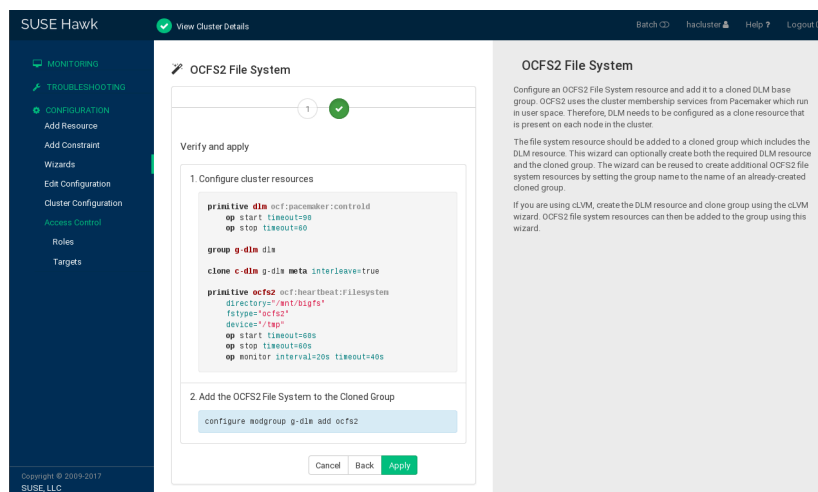 SUSE Hawk
View Cluster Details
Batch
hacluster
Help ?
Logout
MONITORING
TROUBLESHOOTING
CONFIGURATION
Add Resource
Add Constraint
Wizards
Edit Configuration
Cluster Configuration
Access Control
Roles
Targets
Copyright © 2009-2017
SUSE, LLC
OCFS2 File System
1
Verify and apply
1. Configure cluster resources
primitive dlm ocf:pacemaker:controld
op start timeout=90
op stop timeout=60
group g-dlm dlm
clone c-dlm g-dlm meta interleave=true
primitive ocfs2 ocf:heartbeat:Filesystem
directory="/mnt/bigfs"
fstype="ocfs2"
device="/tmp"
op start timeout=60s
op stop timeout=60s
op monitor interval=20s timeout=40s
2. Add the OCFS2 File System to the Cloned Group
configure modgroup g-dlm add ocfs2
Cancel
Back
Apply
OCFS2 File System
Configure an OCFS2 File System resource and add it to a cloned DLM base
group. OCFS2 uses the cluster membership services from Pacemaker which run
in user space. Therefore, DLM needs to be configured as a clone resource that
is present on each node in the cluster.
The file system resource should be added to a cloned group which includes the
DLM resource. This wizard can optionally create both the required DLM resource
and the cloned group. The wizard can be reused to create additional OCFS2 file
system resources by setting the group name to the name of an already-created
cloned group.
If you are using cLVM, create the DLM resource and clone group using the cLVM
wizard. OCFS2 file system resources can then be added to the group using this
wizard.